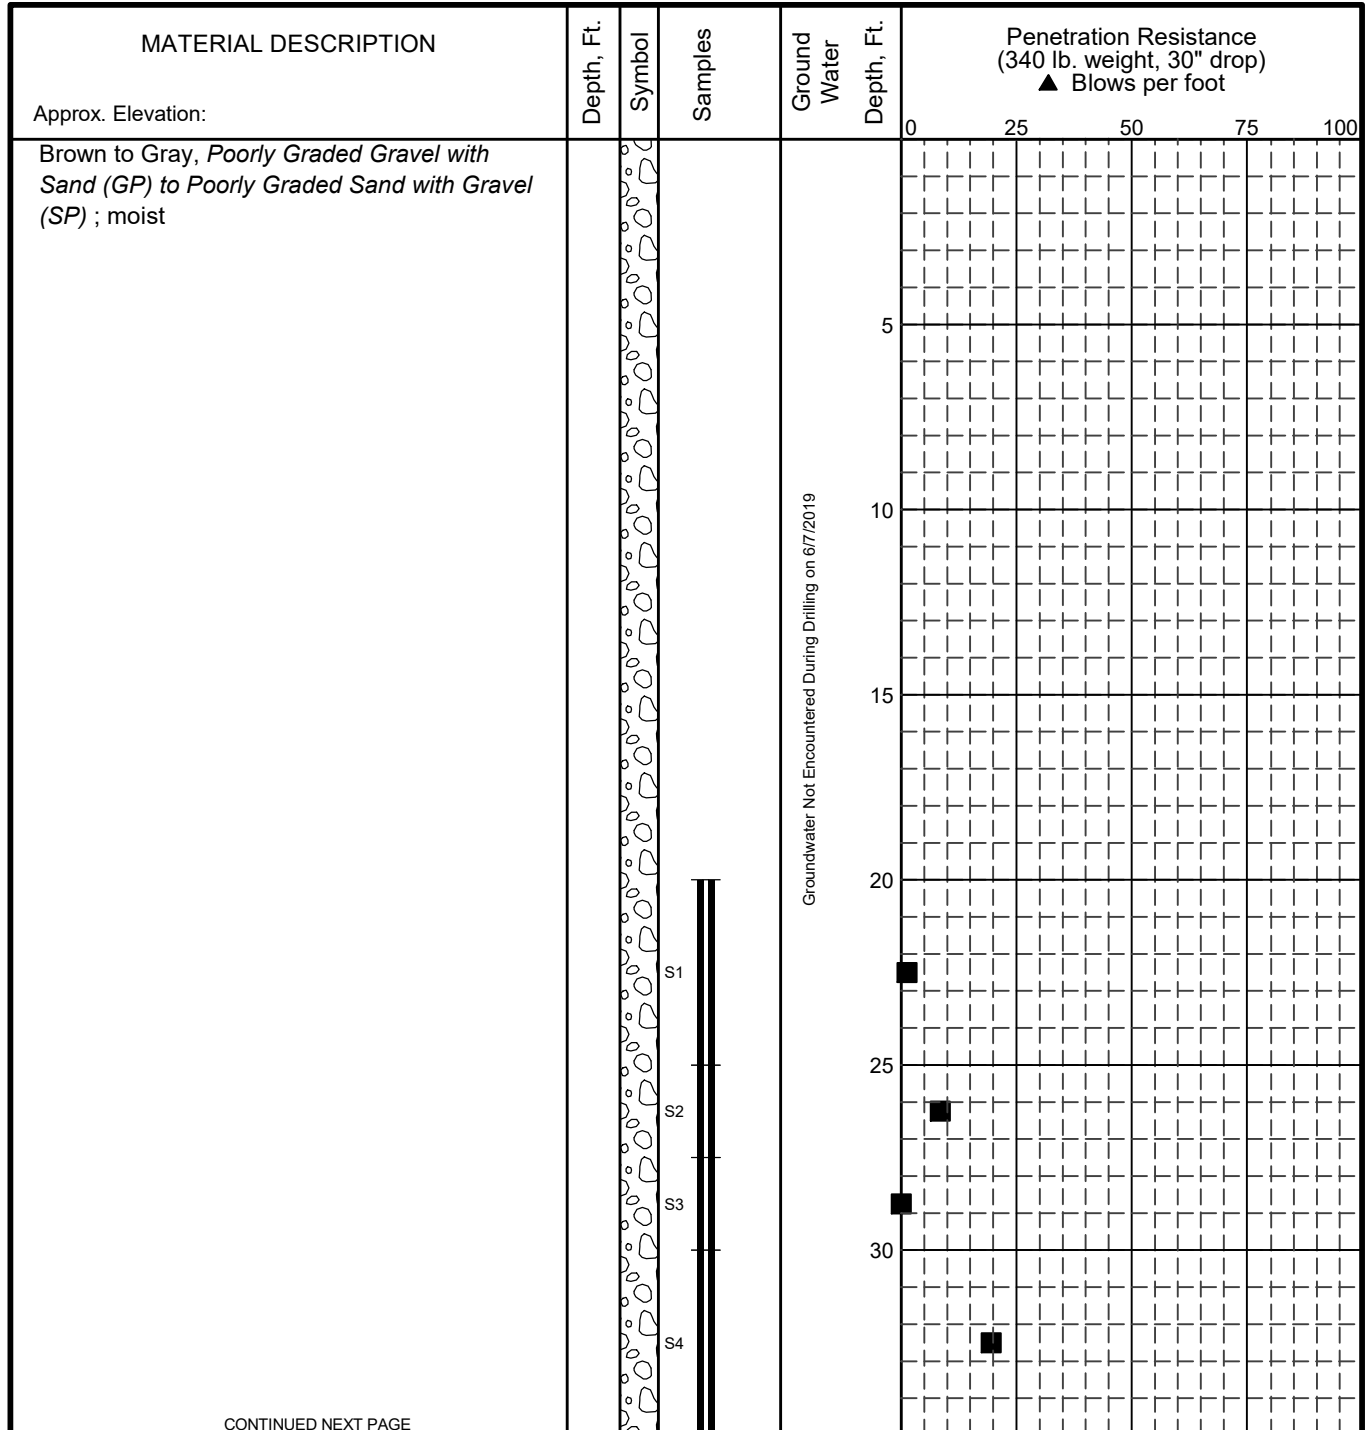 MATERIAL DESCRIPTION
Approx. Elevation:
Depth, Ft.
Symbol
Samples
Ground
Water
Depth, Ft.
Penetration Resistance
(340 lb. weight, 30" drop)
▲ Blows per foot
0 25 50 75 100
Brown to Gray, Poorly Graded Gravel with
Sand (GP) to Poorly Graded Sand with Gravel
(SP) ; moist
Groundwater Not Encountered During Drilling on 6/7/2019
5
10
15
20
S1
25
S2
S3
30
S4
CONTINUED NEXT PAGE